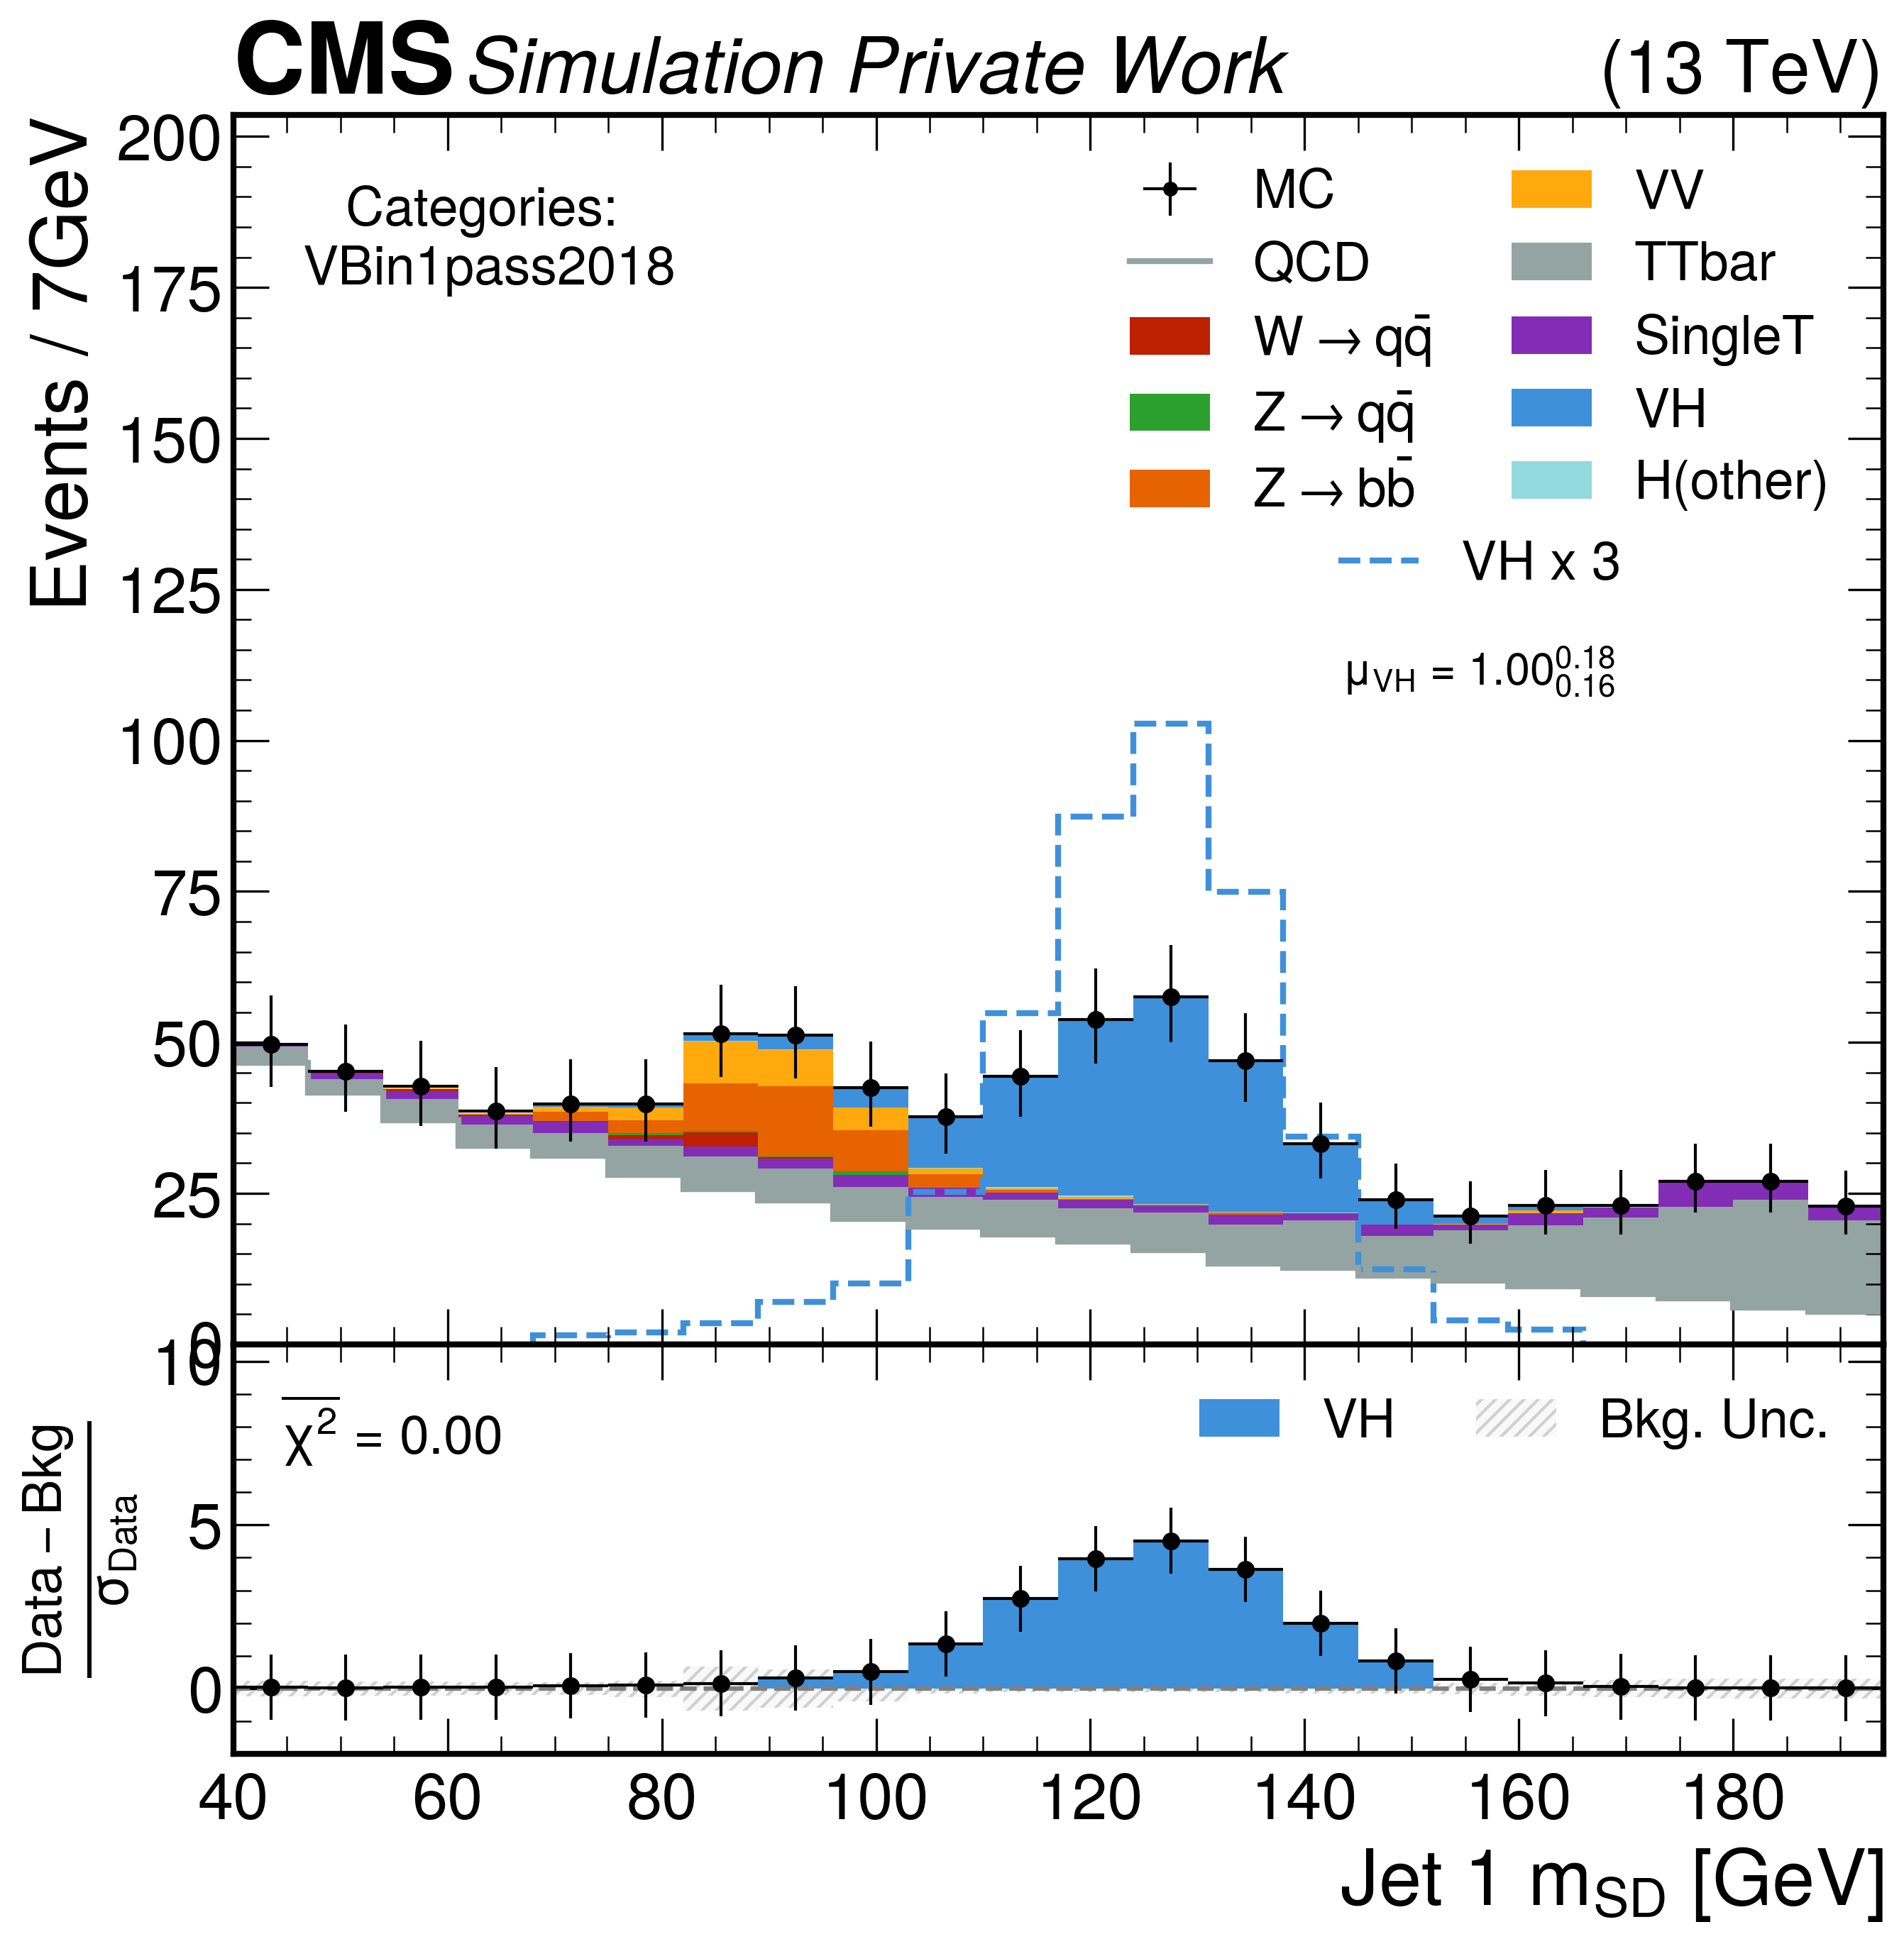 CMS Simulation Private Work (13 TeV)
Events / 7GeV
200
175
150
125
100
75
50
25
0
Categories:
VBin1pass2018
MC
QCD
W → qq̄
Z → qq̄
Z → bb̄
VV
TTbar
SingleT
VH
H(other)
VH x 3
μ_VH = 1.00^0.18_0.16
Data − Bkg
σ_Data
10
5
0
χ² = 0.00
VH
Bkg. Unc.
40 60 80 100 120 140 160 180
Jet 1 m_SD [GeV]